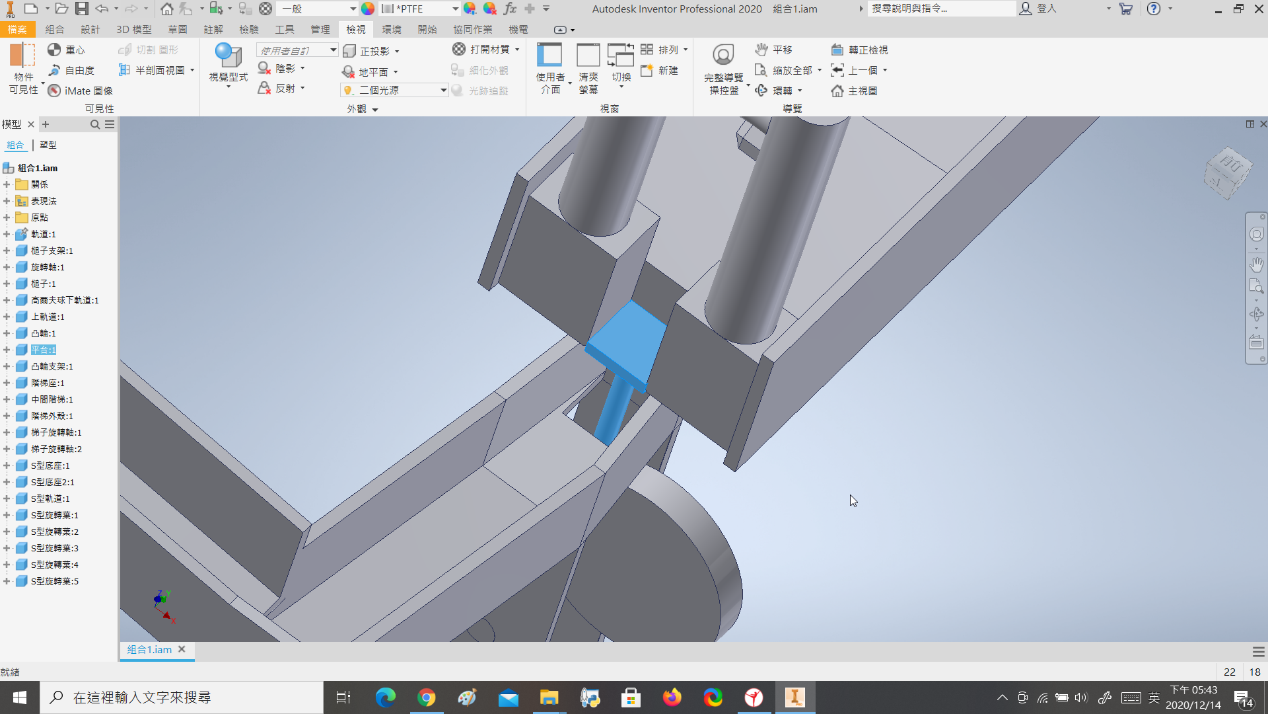 一般
*PTFE
Autodesk Inventor Professional 2020 組合1.iam
搜尋說明與指令...
登入
檔案 組合 設計 3D 模型 草圖 註解 檢驗 工具 管理 檢視 環境 開始 協同作業 機電
物件可見性
重心
自由度
iMate 圖像
切割 圖形
半剖面視圖
可見性
視覺型式
使用者自訂
陰影
反射
正投影
地平面
二個光源
打開材質
細化外觀
光跡追蹤
外觀
使用者介面
清爽螢幕
切換
排列
新建
視窗
完整導覽操控盤
平移
縮放全部
環轉
轉正檢視
上一個
主視圖
導覽
模型
組合 | 造型
組合1.iam
關係
表現法
原點
軌道:1
槌子支架:1
旋轉軸:1
槌子:1
高爾夫球下軌道:1
上軌道:1
凸輪:1
平台:1
凸輪支架:1
階梯座:1
中間階梯:1
階梯外殼:1
梯子旋轉軸:1
梯子旋轉軸:2
S型底座:1
S型底座2:1
S型軌道:1
S型旋轉葉:1
S型旋轉葉:2
S型旋轉葉:3
S型旋轉葉:4
S型旋轉葉:5
Z
Y
X
組合1.iam
就緒
22 18
在這裡輸入文字來搜尋
英
下午 05:43
2020/12/14
14